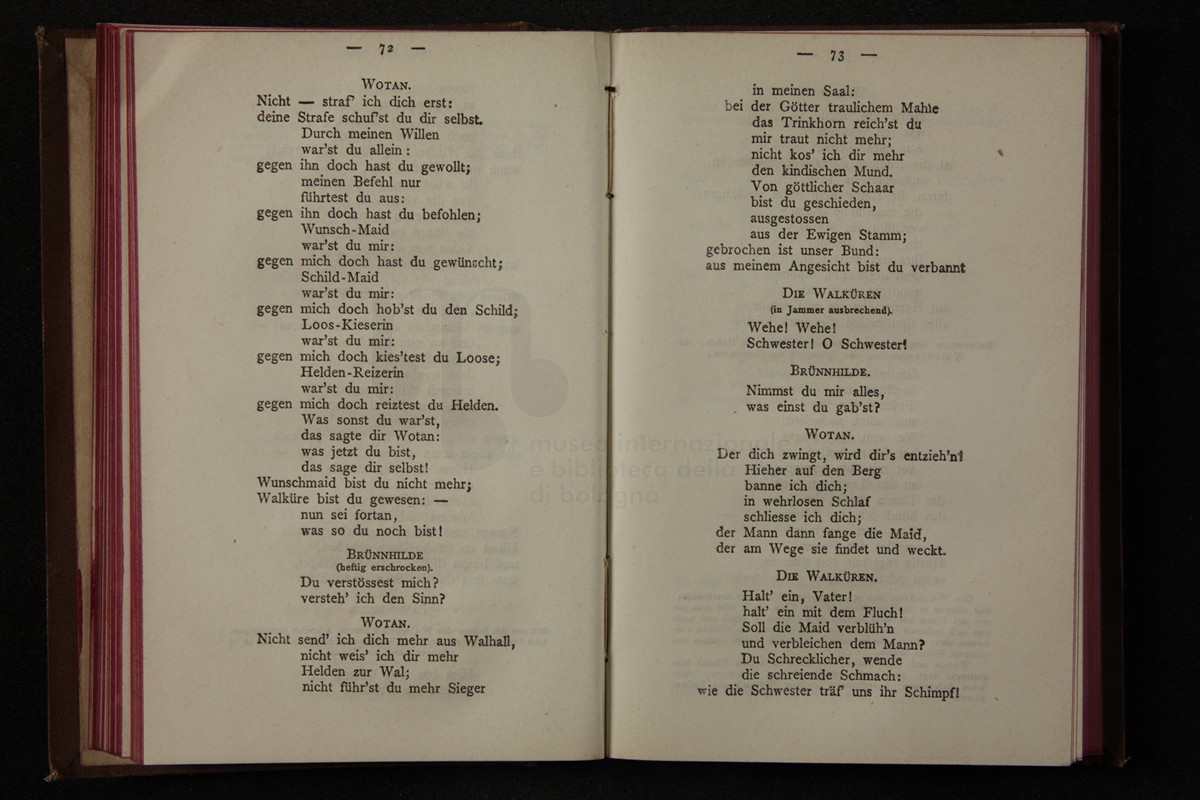 — 72 —
Wotan.
Nicht — straf' ich dich erst:
deine Strafe schuf'st du dir selbst.
Durch meinen Willen
war'st du allein:
gegen ihn doch hast du gewollt;
meinen Befehl nur
führtest du aus:
gegen ihn doch hast du befohlen;
Wunsch-Maid
war'st du mir:
gegen mich doch hast du gewünscht;
Schild-Maid
war'st du mir:
gegen mich doch hob'st du den Schild;
Loos-Kieserin
war'st du mir:
gegen mich doch kies'test du Loose;
Helden-Reizerin
war'st du mir:
gegen mich doch reiztest du Helden.
Was sonst du war'st,
das sagte dir Wotan:
was jetzt du bist,
das sage dir selbst!
Wunschmaid bist du nicht mehr;
Walküre bist du gewesen: —
nun sei fortan,
was so du noch bist!
Brünnhilde
(heftig erschrocken).
Du verstössest mich?
versteh' ich den Sinn?
Wotan.
Nicht send' ich dich mehr aus Walhall,
nicht weis' ich dir mehr
Helden zur Wal;
nicht führ'st du mehr Sieger
— 73 —
in meinen Saal:
bei der Götter traulichem Mahle
das Trinkhorn reich'st du
mir traut nicht mehr;
nicht kos' ich dir mehr
den kindischen Mund.
Von göttlicher Schaar
bist du geschieden,
ausgestossen
aus der Ewigen Stamm;
gebrochen ist unser Bund:
aus meinem Angesicht bist du verbannt
Die Walküren
(in Jammer ausbrechend).
Wehe! Wehe!
Schwester! O Schwester!
Brünnhilde.
Nimmst du mir alles,
was einst du gab'st?
Wotan.
Der dich zwingt, wird dir's entzieh'n!
Hieher auf den Berg
banne ich dich;
in wehrlosen Schlaf
schliesse ich dich;
der Mann dann fange die Maid,
der am Wege sie findet und weckt.
Die Walküren.
Halt' ein, Vater!
halt' ein mit dem Fluch!
Soll die Maid verblüh'n
und verbleichen dem Mann?
Du Schrecklicher, wende
die schreiende Schmach:
wie die Schwester träf' uns ihr Schimpf!
museo internazionale
e biblioteca della
di bologna